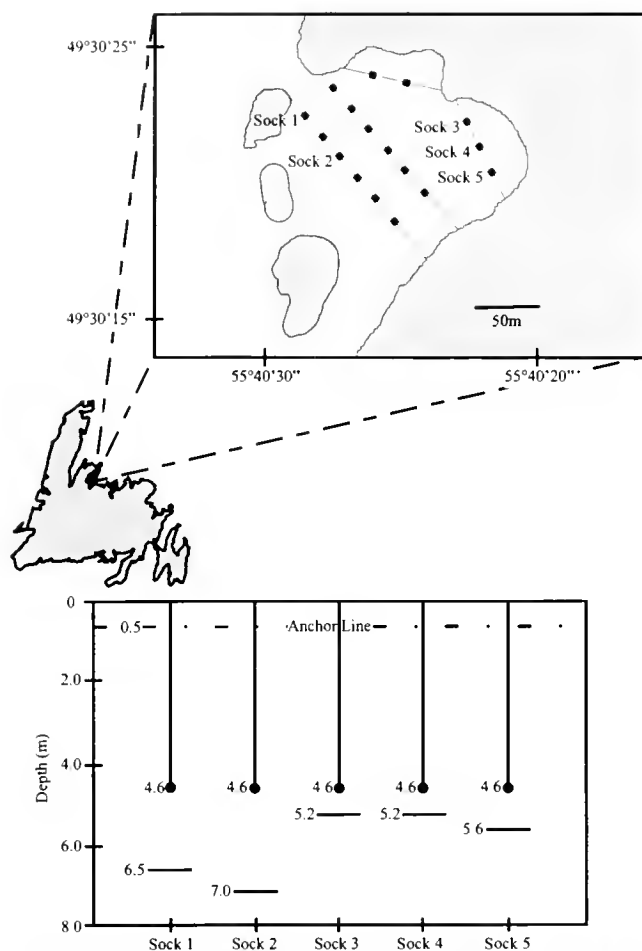 49°30'25"
Sock 1
Sock 3
Sock 4
Sock 2
Sock 5
49°30'15"
50m
55°40'30"
55°40'20"
0
0.5
Anchor Line
2.0
Depth (m)
4.0
4.6
4.6
4 6
4.6
4 6
5.2
5.2
5 6
6.0
6.5
7.0
8.0
Sock 1
Sock 2
Sock 3
Sock 4
Sock 5